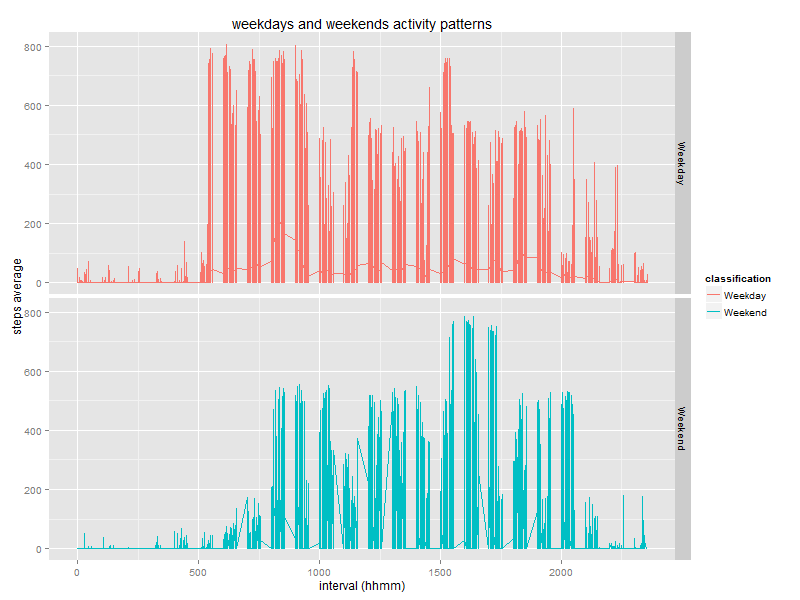 weekdays and weekends activity patterns
800
600
400
200
0
Weekday
800
600
400
200
0
Weekend
steps average
0
500
1000
1500
2000
interval (hhmm)
classification
Weekday
Weekend